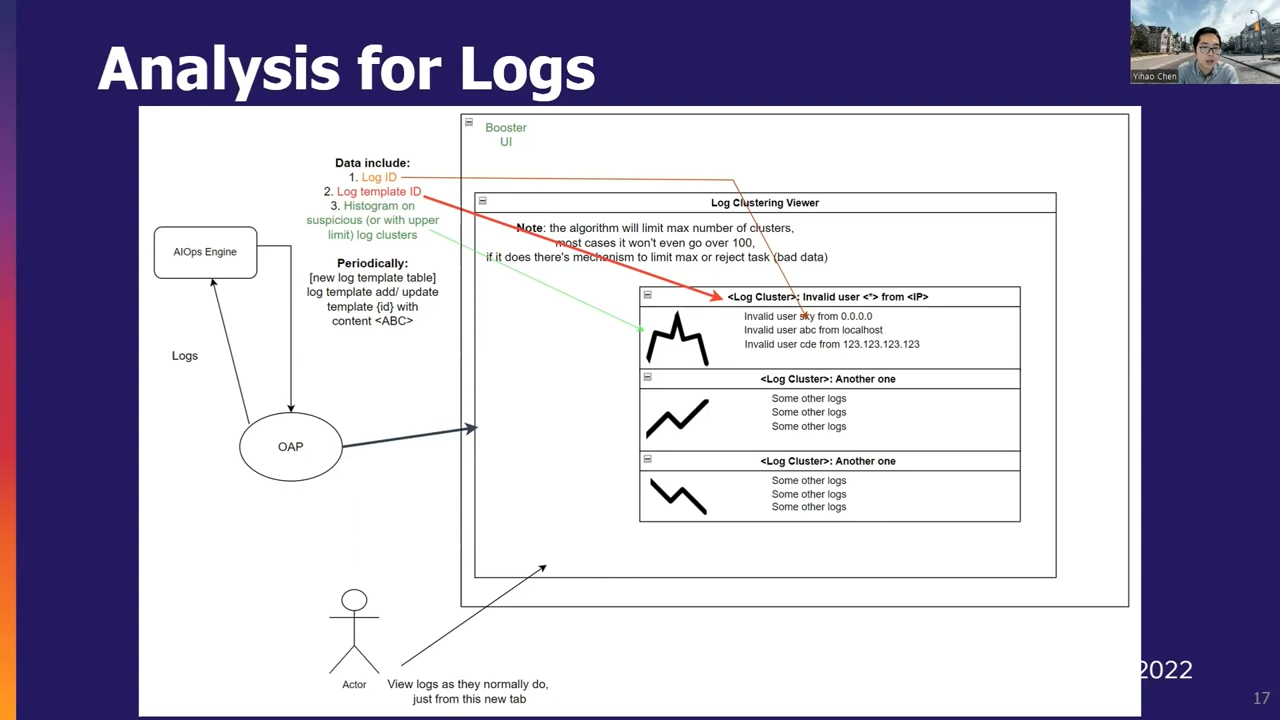 Analysis for Logs
Yihao Chen
Booster
UI
Data include:
1. Log ID
2. Log template ID
3. Histogram on
suspicious (or with upper
limit) log clusters
Periodically:
[new log template table]
log template add/ update
template {id} with
content <ABC>
AIOps Engine
Logs
OAP
Log Clustering Viewer
Note: the algorithm will limit max number of clusters,
most cases it won't even go over 100,
if it does there's mechanism to limit max or reject task (bad data)
<Log Cluster>: Invalid user <*> from <IP>
Invalid user sky from 0.0.0.0
Invalid user abc from localhost
Invalid user cde from 123.123.123.123
<Log Cluster>: Another one
Some other logs
Some other logs
Some other logs
<Log Cluster>: Another one
Some other logs
Some other logs
Some other logs
Actor
View logs as they normally do,
just from this new tab
2022
17